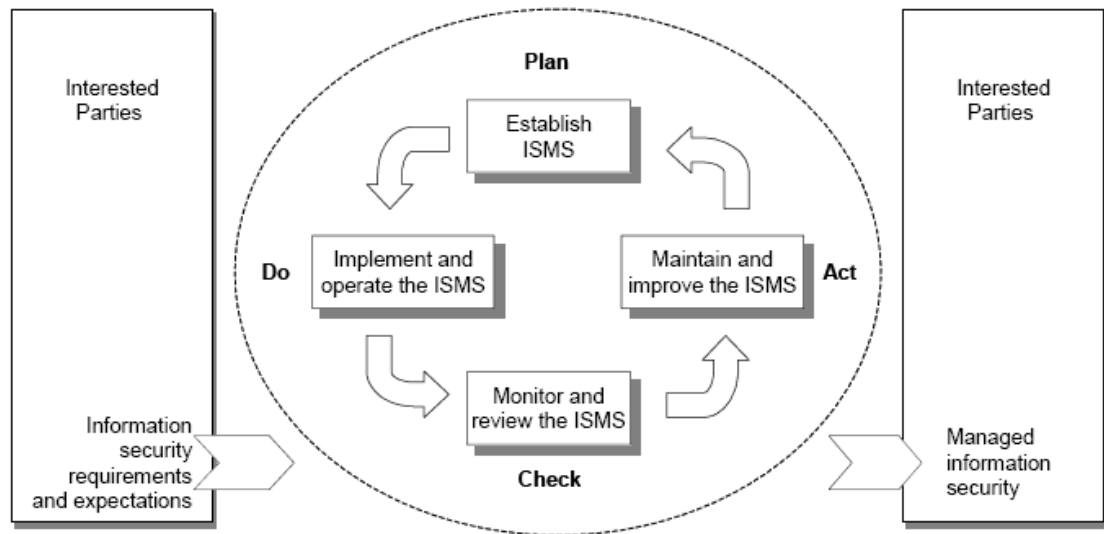 Interested
Parties
Information
security
requirements
and expectations
Plan
Establish
ISMS
Do
Implement and
operate the ISMS
Maintain and
improve the ISMS
Act
Monitor and
review the ISMS
Check
Interested
Parties
Managed
information
security